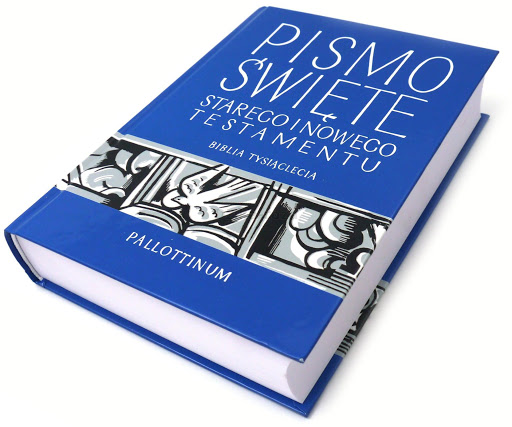 PISMO
ŚWIĘTE
STAREGO I NOWEGO
TESTAMENTU
BIBLIA TYSIĄCLECIA
PALLOTTINUM